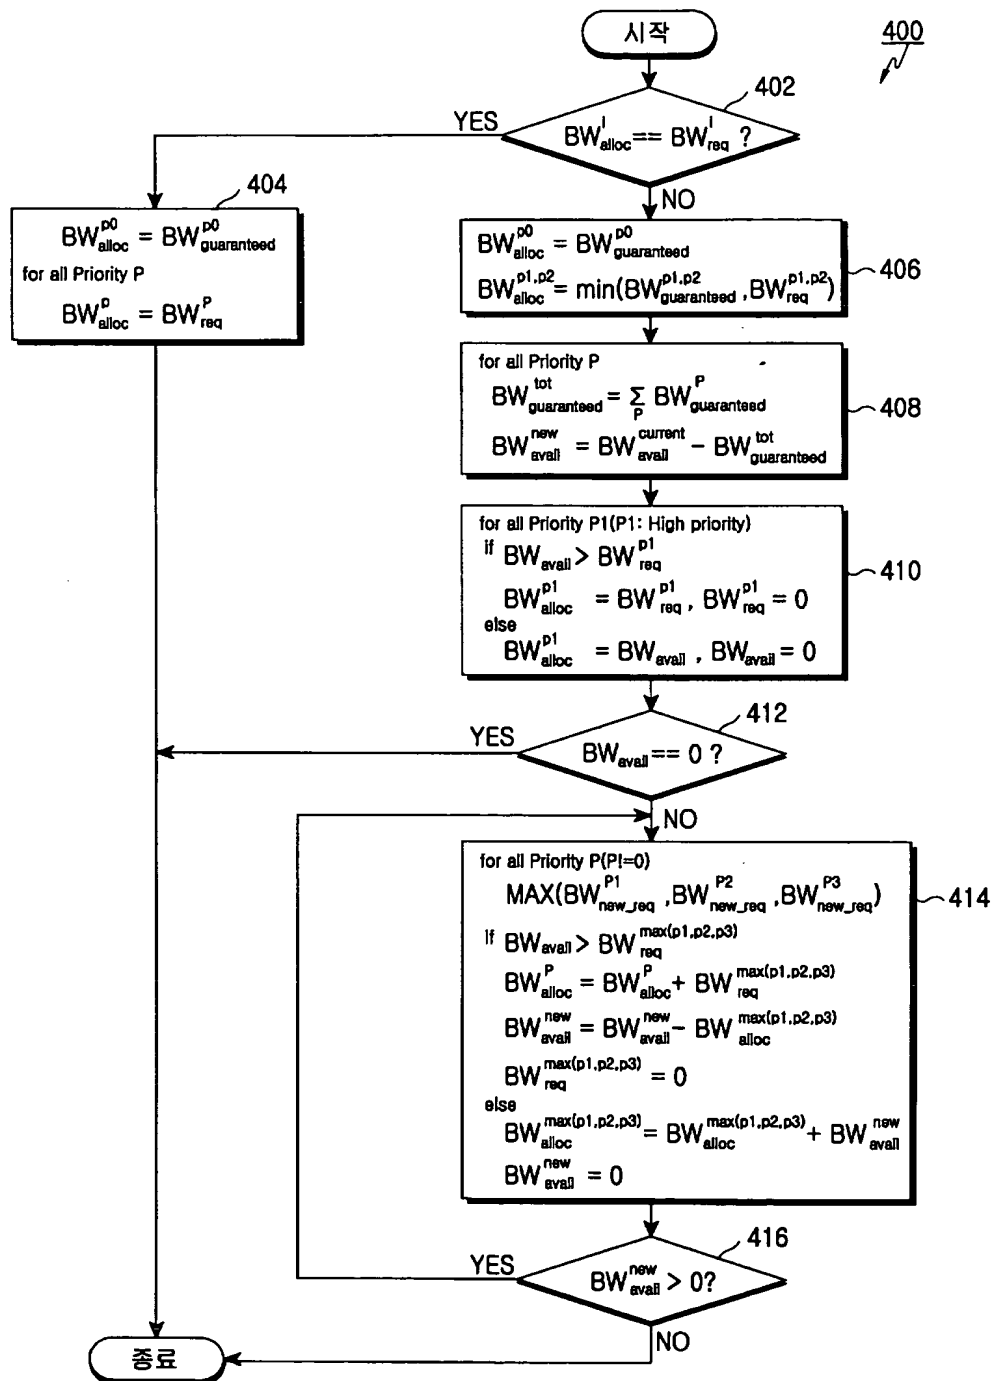 시작
400
402
BW^l_alloc == BW^l_req ?
YES
NO
404
BW^p0_alloc = BW^p0_guaranteed
for all Priority P
BW^p_alloc = BW^P_req
BW^p0_alloc = BW^p0_guaranteed
BW^p1,p2_alloc = min(BW^p1,p2_guaranteed , BW^p1,p2_req)
406
for all Priority P
BW^tot_guaranteed = Σ_P BW^P_guaranteed
BW^new_avail = BW^current_avail - BW^tot_guaranteed
408
for all Priority P1(P1: High priority)
if BW_avail > BW^p1_req
BW^p1_alloc = BW^p1_req , BW^p1_req = 0
else
BW^p1_alloc = BW_avail , BW_avail = 0
410
412
YES
BW_avail == 0 ?
NO
for all Priority P(P!=0)
MAX(BW^P1_new_req , BW^P2_new_req , BW^P3_new_req)
414
if BW_avail > BW^max(p1,p2,p3)_req
BW^P_alloc = BW^P_alloc + BW^max(p1,p2,p3)_req
BW^new_avail = BW^new_avail - BW^max(p1,p2,p3)_alloc
BW^max(p1,p2,p3)_req = 0
else
BW^max(p1,p2,p3)_alloc = BW^max(p1,p2,p3)_alloc + BW^new_avail
BW^new_avail = 0
416
YES
BW^new_avail > 0?
NO
종료